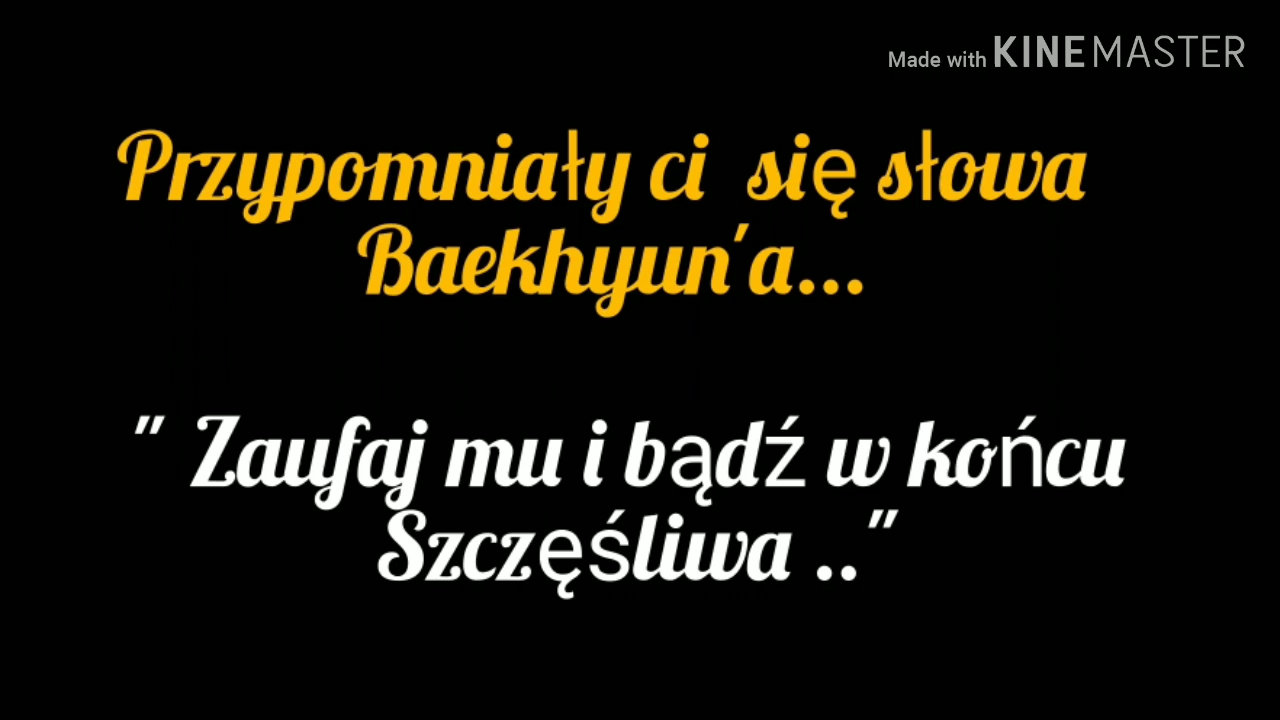 Made with KINEMASTER
Przypomniały ci się słowa
Baekhyun'a...
" Zaufaj mu i bądź w końcu
Szczęśliwa .."